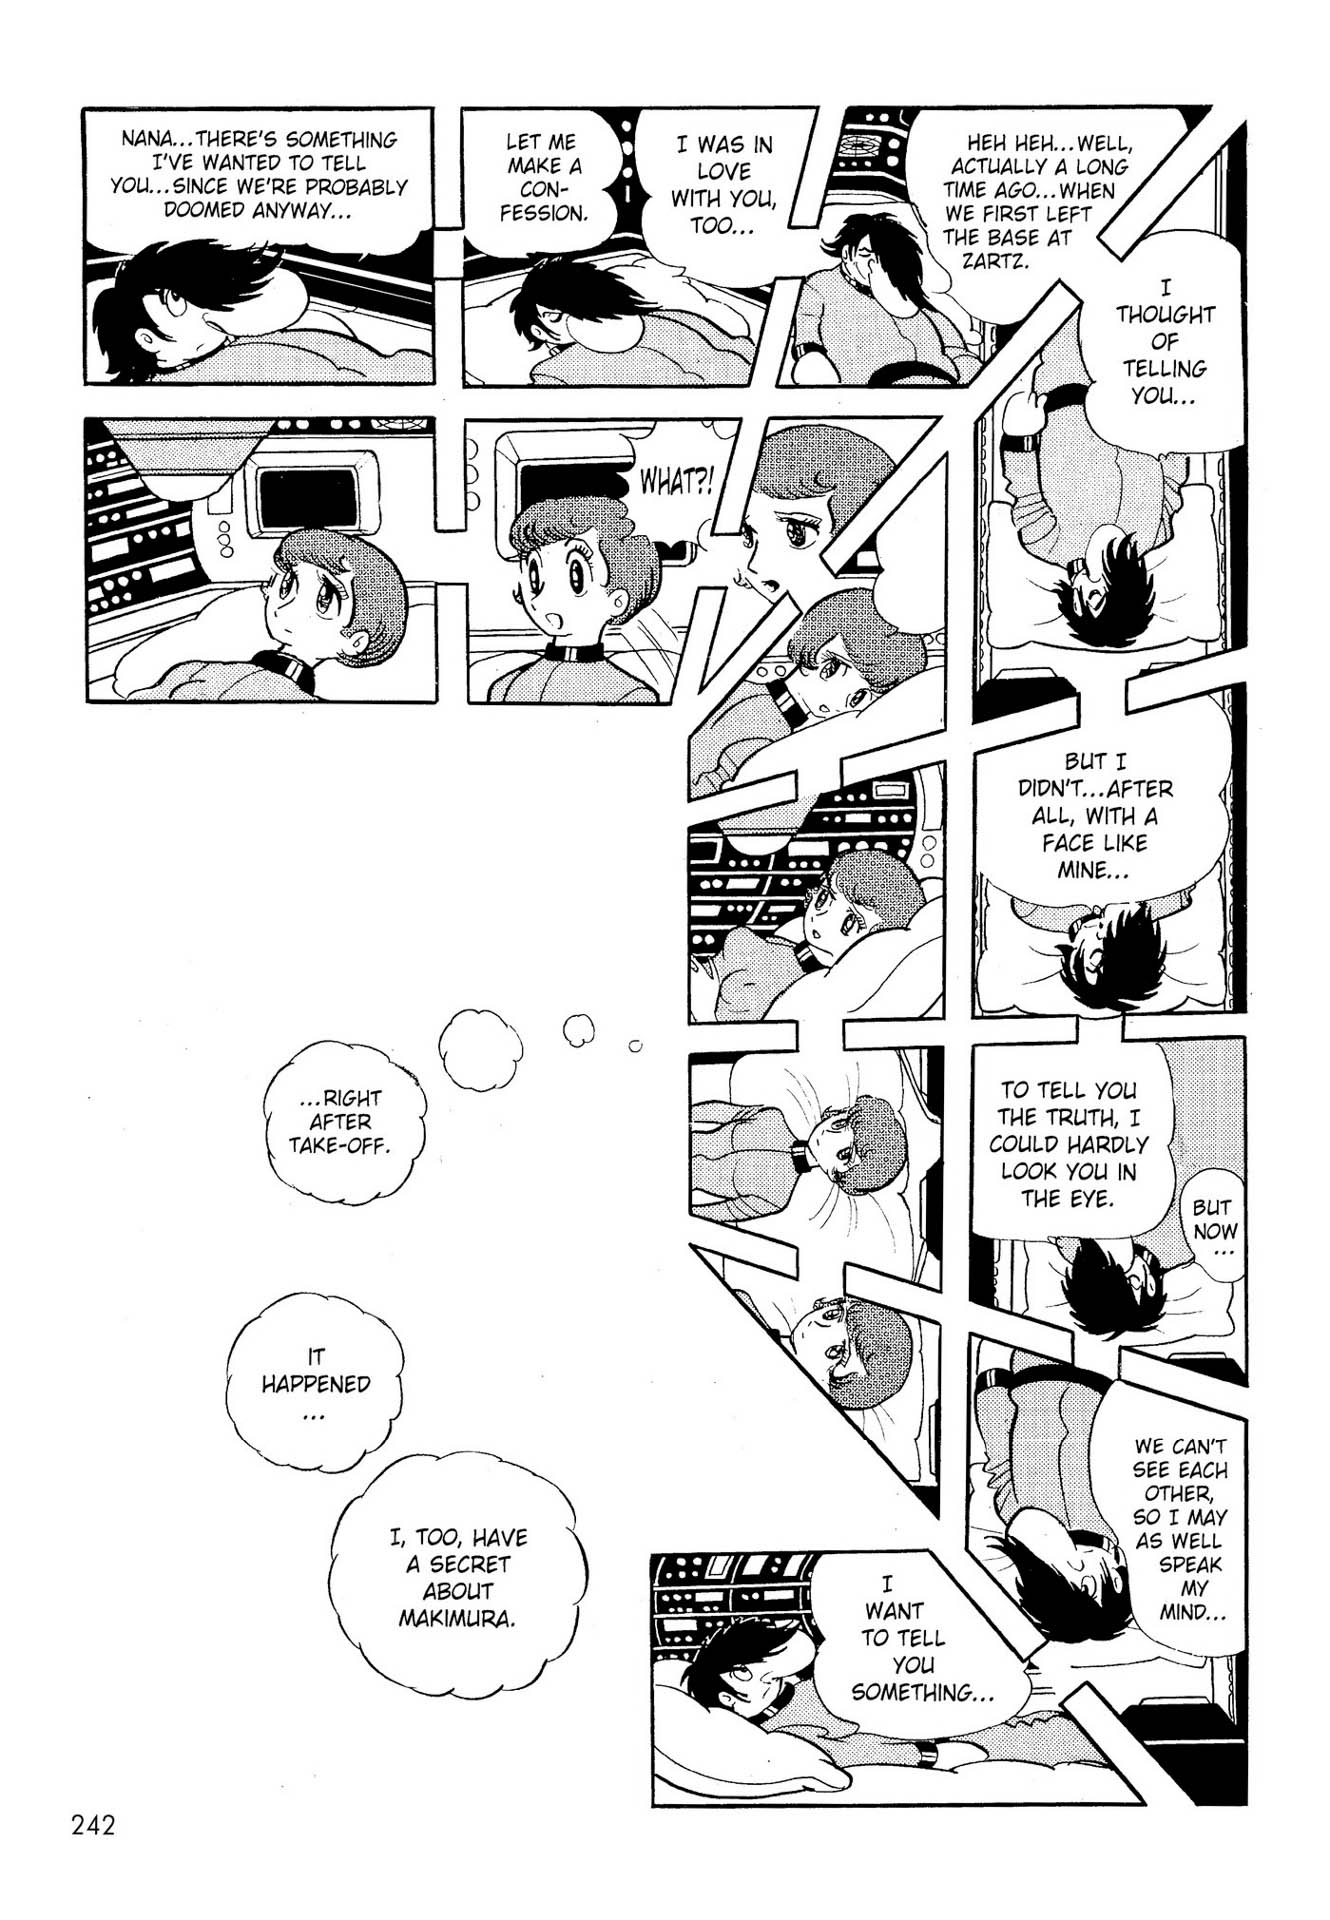 NANA...THERE'S SOMETHING
I'VE WANTED TO TELL
YOU...SINCE WE'RE PROBABLY
DOOMED ANYWAY...
LET ME
MAKE A
CON-
FESSION.
I WAS IN
LOVE
WITH YOU,
TOO...
HEH HEH...WELL,
ACTUALLY A LONG
TIME AGO...WHEN
WE FIRST LEFT
THE BASE AT
ZARTZ.
WHAT?!
I
THOUGHT
OF
TELLING
YOU...
BUT I
DIDN'T...AFTER
ALL, WITH A
FACE LIKE
MINE...
TO TELL YOU
THE TRUTH, I
COULD HARDLY
LOOK YOU IN
THE EYE.
BUT
NOW
...
WE CAN'T
SEE EACH
OTHER,
SO I MAY
AS WELL
SPEAK
MY
MIND...
I
WANT
TO TELL
YOU
SOMETHING...
...RIGHT
AFTER
TAKE-OFF.
IT
HAPPENED
...
I, TOO, HAVE
A SECRET
ABOUT
MAKIMURA.
242